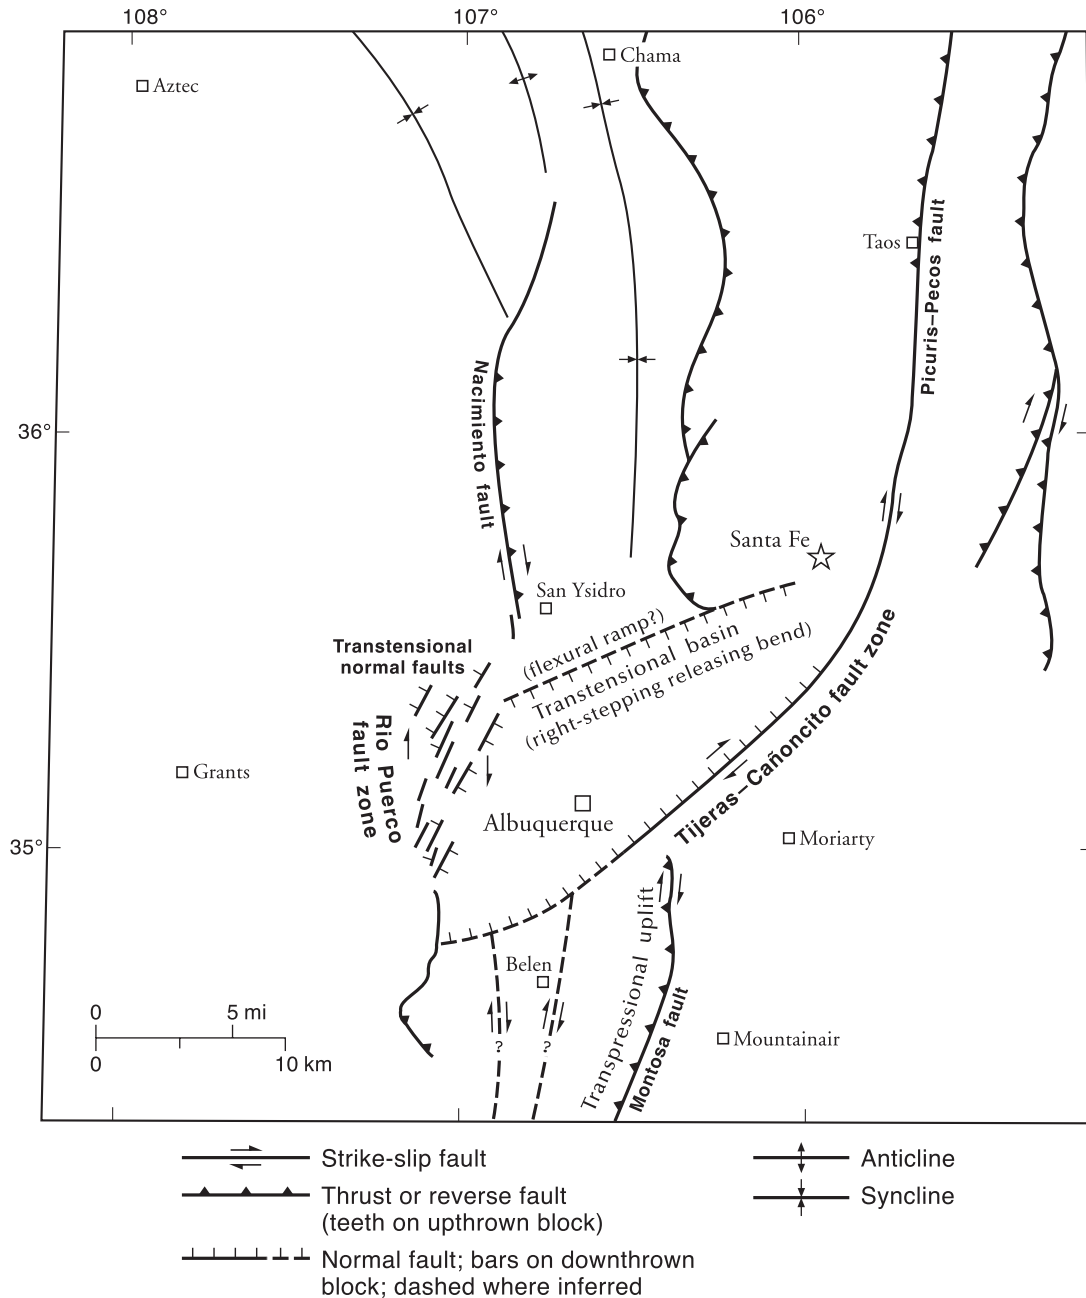 108°
107°
106°
Chama
Aztec
Taos
Picuris–Pecos fault
36°
Nacimiento fault
Santa Fe
San Ysidro
Transtensional
normal faults
(flexural ramp?)
Transtensional basin
(right-stepping releasing bend)
Rio Puerco
fault zone
Grants
Tijeras–Cañoncito fault zone
Albuquerque
Moriarty
35°
Transpressional uplift
Belen
Montosa fault
?
?
Mountainair
0
5 mi
0
10 km
Strike-slip fault
Thrust or reverse fault
(teeth on upthrown block)
Normal fault; bars on downthrown
block; dashed where inferred
Anticline
Syncline